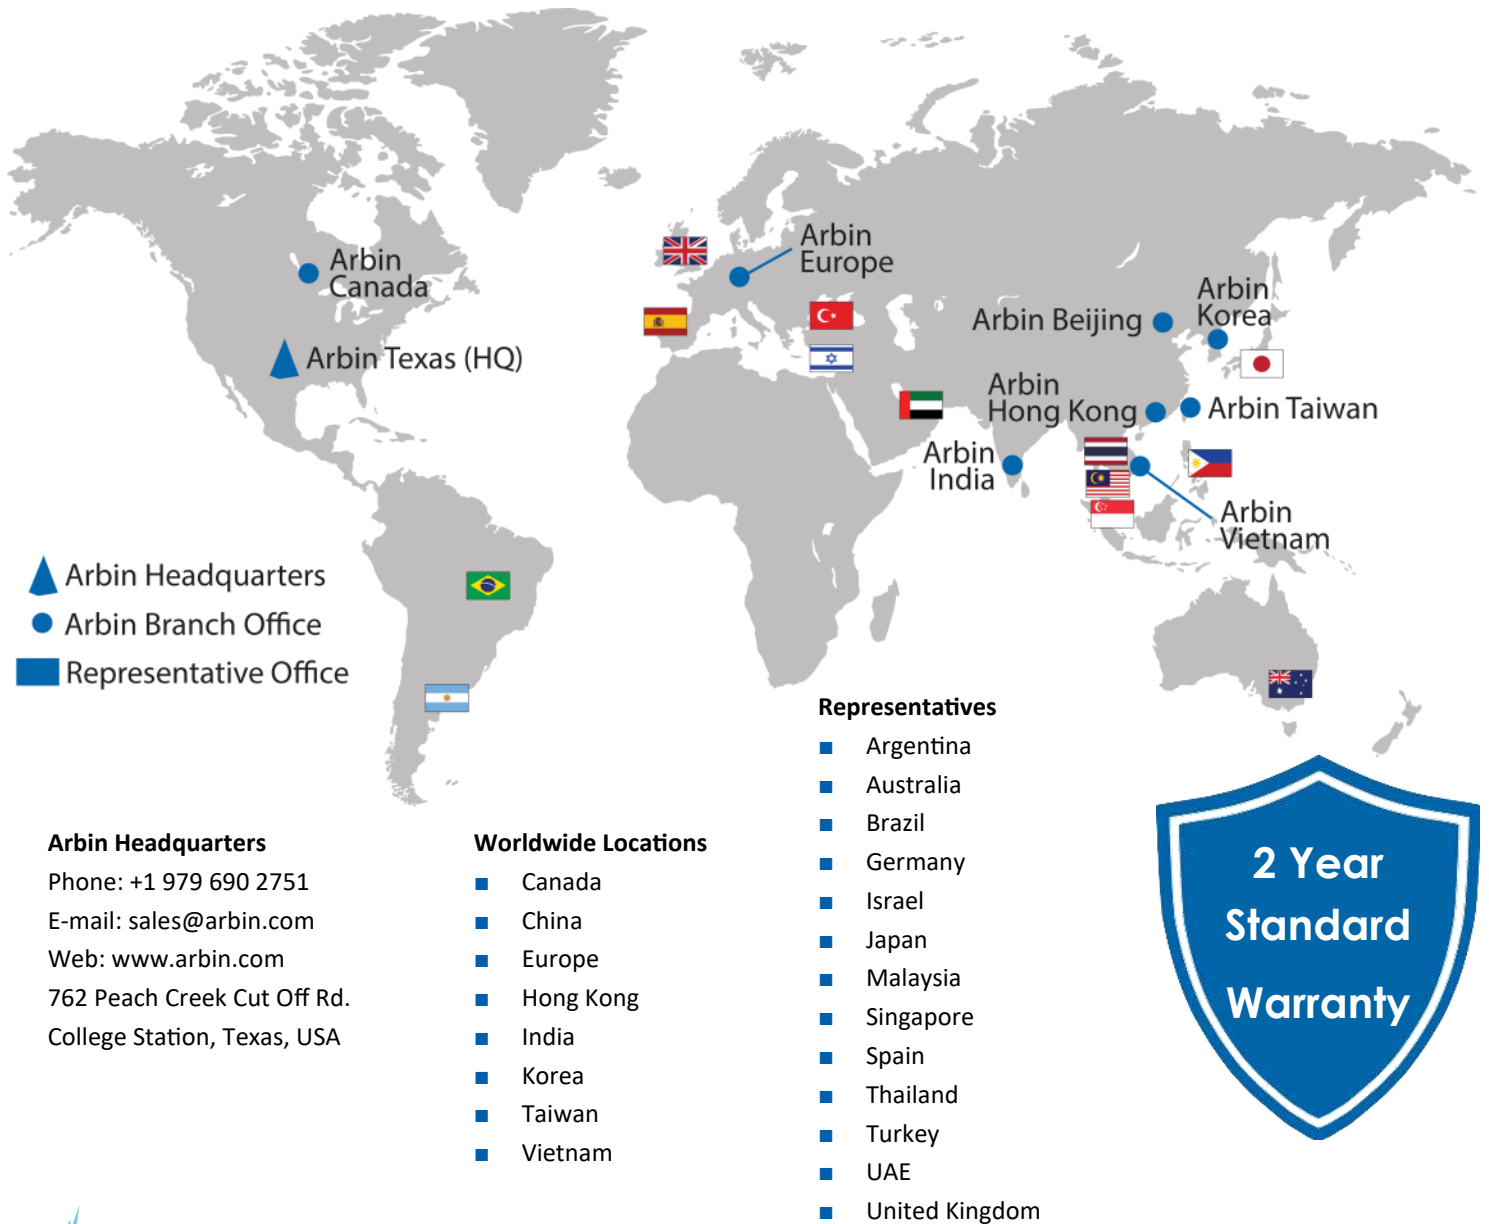 Arbin
Canada
Arbin Texas (HQ)
Arbin
Europe
Arbin Beijing
Arbin
Korea
Arbin
Hong Kong
Arbin Taiwan
Arbin
India
Arbin
Vietnam
Arbin Headquarters
Arbin Branch Office
Representative Office
Arbin Headquarters
Phone: +1 979 690 2751
E-mail: sales@arbin.com
Web: www.arbin.com
762 Peach Creek Cut Off Rd.
College Station, Texas, USA
Worldwide Locations
Canada
China
Europe
Hong Kong
India
Korea
Taiwan
Vietnam
Representatives
Argentina
Australia
Brazil
Germany
Israel
Japan
Malaysia
Singapore
Spain
Thailand
Turkey
UAE
United Kingdom
2 Year
Standard
Warranty